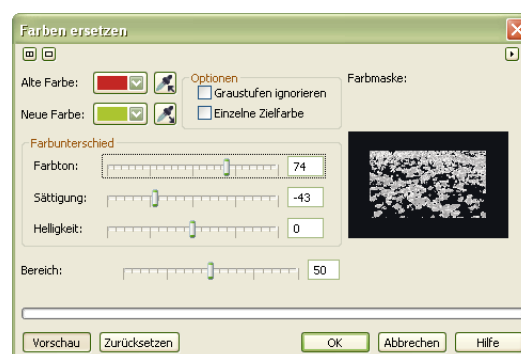 Farben ersetzen
Alte Farbe:
Neue Farbe:
Optionen
Graustufen ignorieren
Einzelne Zielfarbe
Farbmaske:
Farbunterschied
Farbton: 74
Sättigung: -43
Helligkeit: 0
Bereich: 50
Vorschau Zurücksetzen OK Abbrechen Hilfe